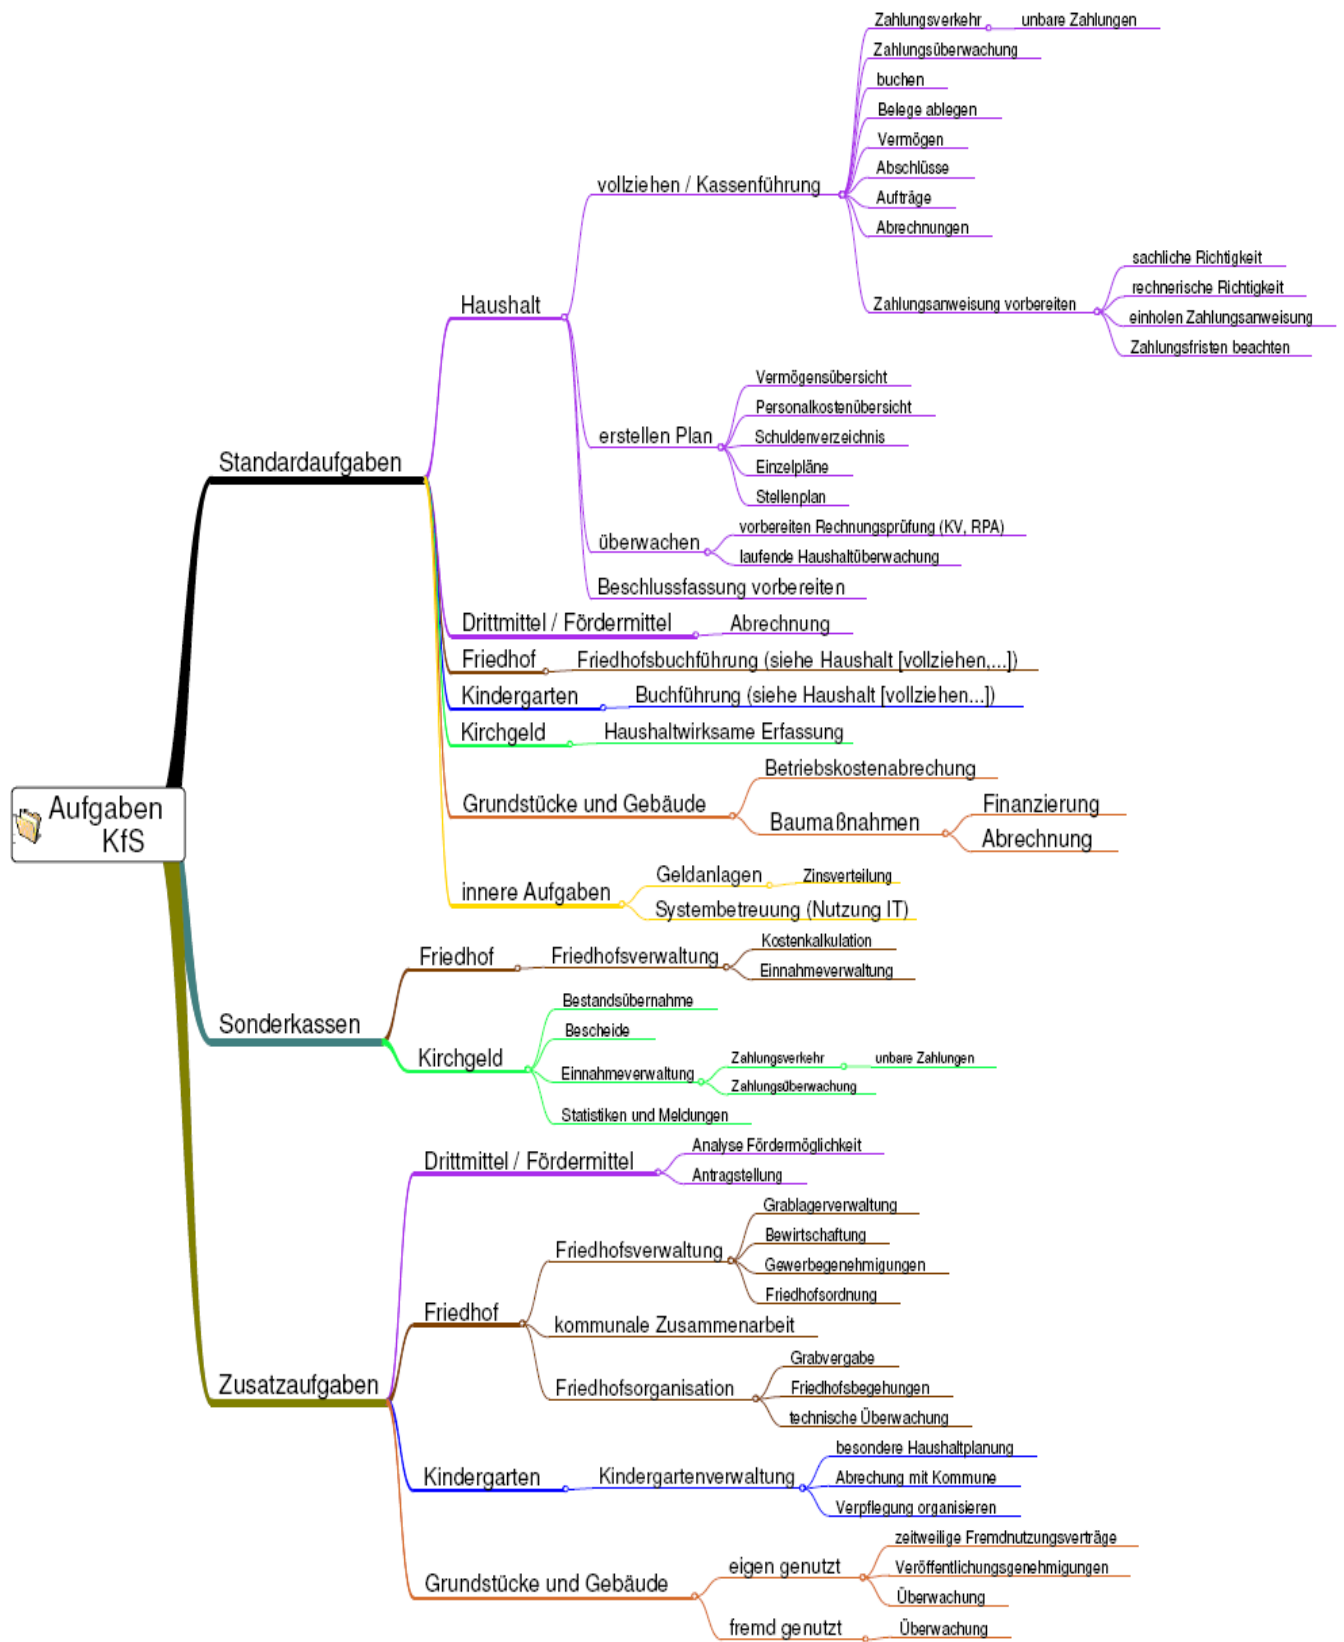 Aufgaben
KfS
Standardaufgaben
Haushalt
vollziehen / Kassenführung
Zahlungsverkehr
unbare Zahlungen
Zahlungsüberwachung
buchen
Belege ablegen
Vermögen
Abschlüsse
Aufträge
Abrechnungen
Zahlungsanweisung vorbereiten
sachliche Richtigkeit
rechnerische Richtigkeit
einholen Zahlungsanweisung
Zahlungsfristen beachten
erstellen Plan
Vermögensübersicht
Personalkostenübersicht
Schuldenverzeichnis
Einzelpläne
Stellenplan
überwachen
vorbereiten Rechnungsprüfung (KV, RPA)
laufende Haushaltüberwachung
Beschlussfassung vorbereiten
Drittmittel / Fördermittel
Abrechnung
Friedhof
Friedhofsbuchführung (siehe Haushalt [vollziehen,...])
Kindergarten
Buchführung (siehe Haushalt [vollziehen...])
Kirchgeld
Haushaltwirksame Erfassung
Grundstücke und Gebäude
Betriebskostenabrechung
Baumaßnahmen
Finanzierung
Abrechnung
innere Aufgaben
Geldanlagen
Zinsverteilung
Systembetreuung (Nutzung IT)
Sonderkassen
Friedhof
Friedhofsverwaltung
Kostenkalkulation
Einnahmeverwaltung
Kirchgeld
Bestandsübernahme
Bescheide
Einnahmeverwaltung
Zahlungsverkehr
unbare Zahlungen
Zahlungsüberwachung
Statistiken und Meldungen
Zusatzaufgaben
Drittmittel / Fördermittel
Analyse Fördermöglichkeit
Antragstellung
Friedhof
Friedhofsverwaltung
Grablagerverwaltung
Bewirtschaftung
Gewerbegenehmigungen
Friedhofsordnung
kommunale Zusammenarbeit
Friedhofsorganisation
Grabvergabe
Friedhofsbegehungen
technische Überwachung
Kindergarten
Kindergartenverwaltung
besondere Haushaltplanung
Abrechung mit Kommune
Verpflegung organisieren
Grundstücke und Gebäude
eigen genutzt
zeitweilige Fremdnutzungsverträge
Veröffentlichungsgenehmigungen
Überwachung
fremd genutzt
Überwachung